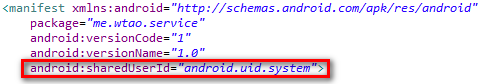 <manifest xmlns:android="http://schemas.android.com/apk/res/android"
package="me.wtao.service"
android:versionCode="1"
android:versionName="1.0"
android:sharedUserId="android.uid.system">